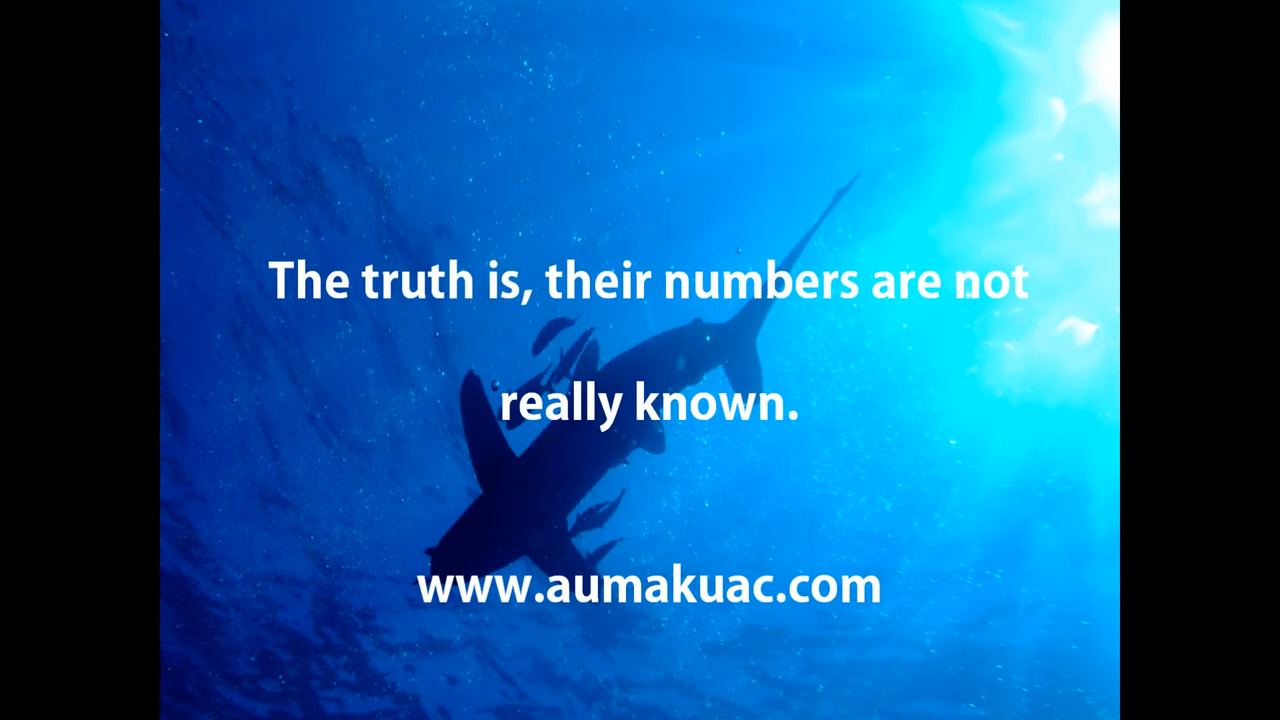 The truth is, their numbers are not
really known.
www.aumakuac.com